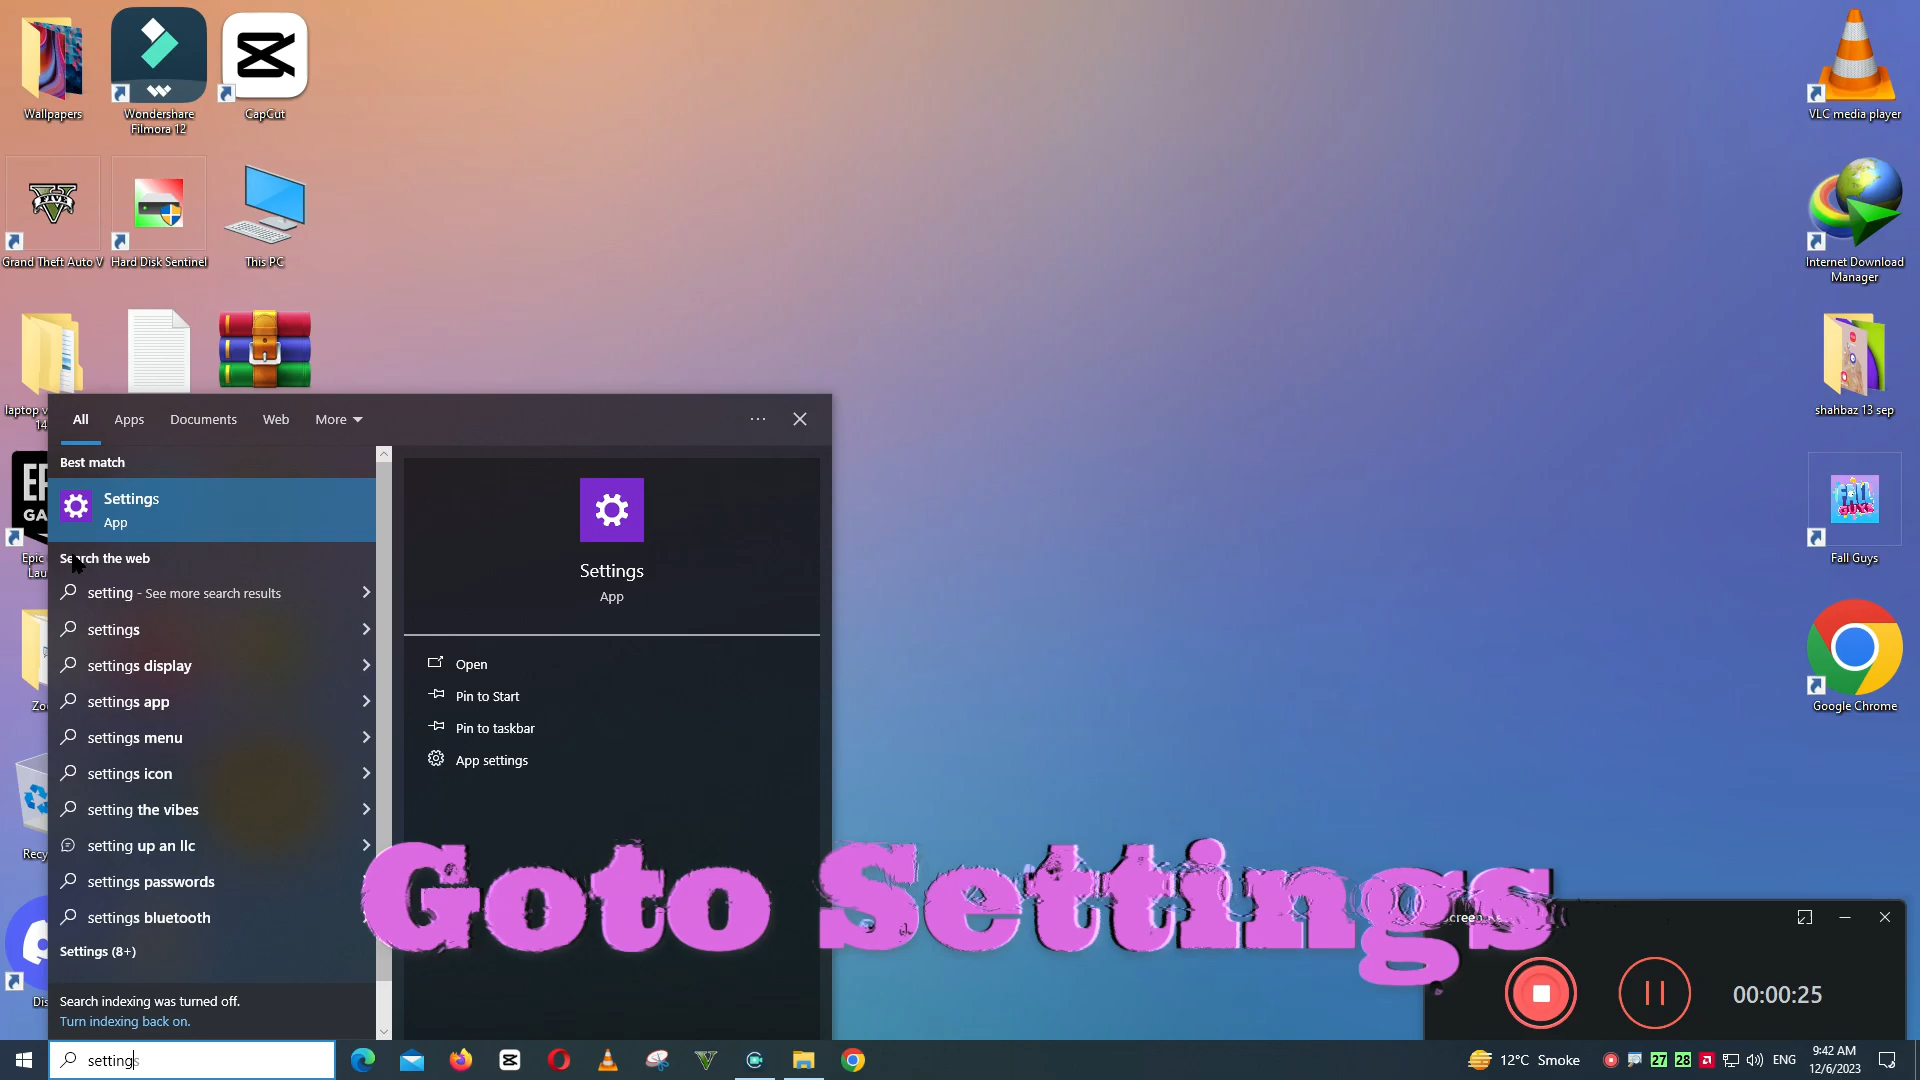 Wallpapers
Wondershare
Filmora 12
CapCut
VLC media player
FIVE
Grand Theft Auto V
Hard Disk Sentinel
This PC
Internet Download
Manager
laptop
14
shahbaz 13 sep
All
Apps
Documents
Web
More
Best match
Settings
App
Search the web
setting - See more search results
settings
settings display
settings app
settings menu
settings icon
setting the vibes
setting up an llc
settings passwords
settings bluetooth
Settings (8+)
Search indexing was turned off.
Turn indexing back on.
Settings
App
Open
Pin to Start
Pin to taskbar
App settings
Epic
Lau
Zo
Recy
Dis
FALL
GUYS
Fall Guys
Google Chrome
Goto Settings
00:00:25
settings
12°C Smoke
27
28
ENG
9:42 AM
12/6/2023